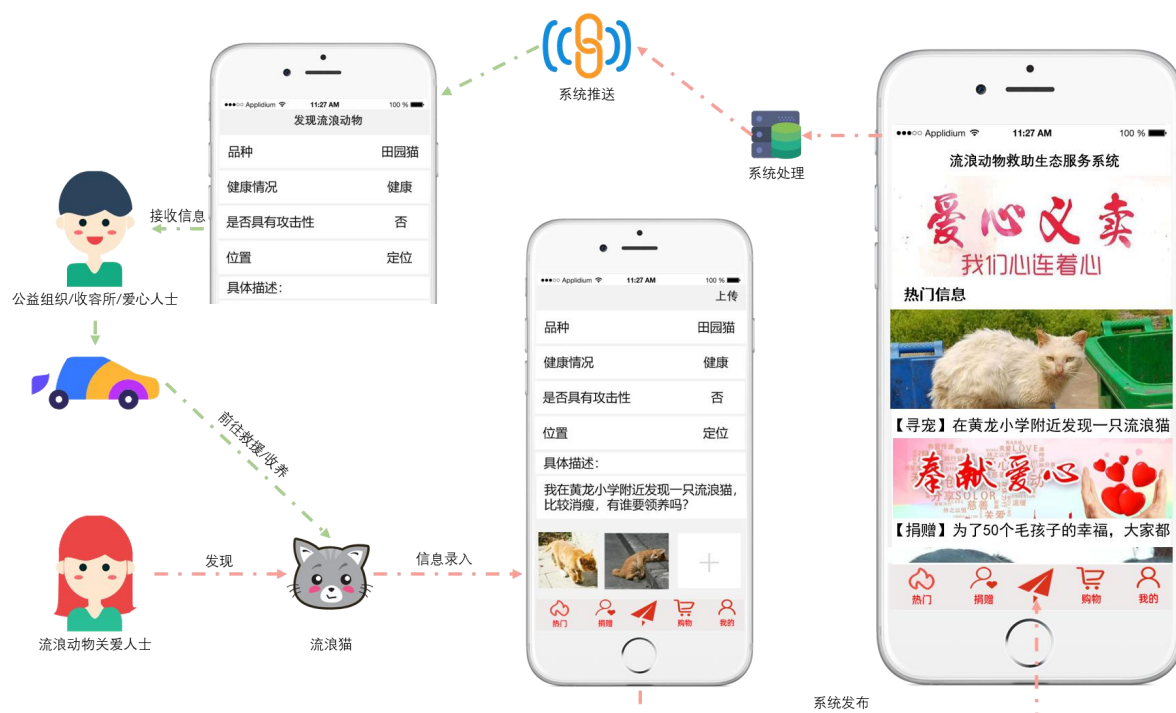 系统推送
系统处理
●●●○○ Applidium 11:27 AM 100 %
发现流浪动物
品种 田园猫
健康情况 健康
是否具有攻击性 否
位置 定位
具体描述：
接收信息
公益组织/收容所/爱心人士
前往救援/收养
流浪动物关爱人士
发现
流浪猫
信息录入
●●●○○ Applidium 11:27 AM 100 %
上传
品种 田园猫
健康情况 健康
是否具有攻击性 否
位置 定位
具体描述：
我在黄龙小学附近发现一只流浪猫，
比较消瘦，有谁要领养吗？
热门 捐赠 购物 我的
●●●○○ Applidium 11:27 AM 100 %
流浪动物救助生态服务系统
爱心义卖
我们心连着心
热门信息
【寻宠】在黄龙小学附近发现一只流浪猫
奉献爱心
LOVE
分享SOLOR
慈善
关爱
【捐赠】为了50个毛孩子的幸福，大家都
热门 捐赠 购物 我的
系统发布